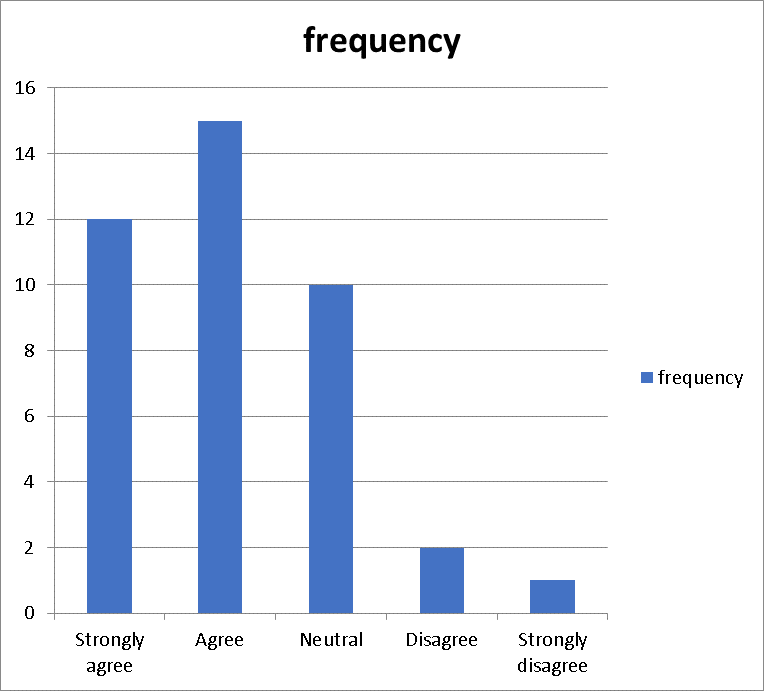 frequency
16
14
12
10
8
6
4
2
0
Strongly
agree
Agree
Neutral
Disagree
Strongly
disagree
frequency